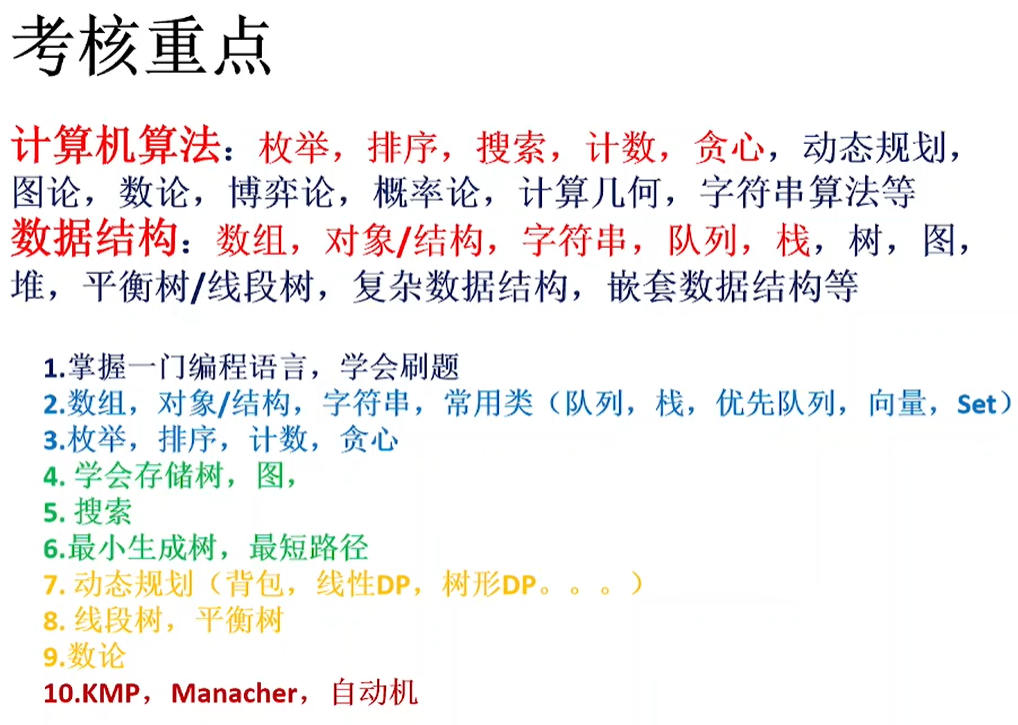 考核重点
计算机算法：枚举，排序，搜索，计数，贪心，动态规划，
图论，数论，博弈论，概率论，计算几何，字符串算法等
数据结构：数组，对象/结构，字符串，队列，栈，树，图，
堆，平衡树/线段树，复杂数据结构，嵌套数据结构等
1.掌握一门编程语言，学会刷题
2.数组，对象/结构，字符串，常用类（队列，栈，优先队列，向量，Set）
3.枚举，排序，计数，贪心
4. 学会存储树，图，
5. 搜索
6.最小生成树，最短路径
7. 动态规划（背包，线性DP，树形DP。。。）
8. 线段树，平衡树
9.数论
10.KMP，Manacher，自动机